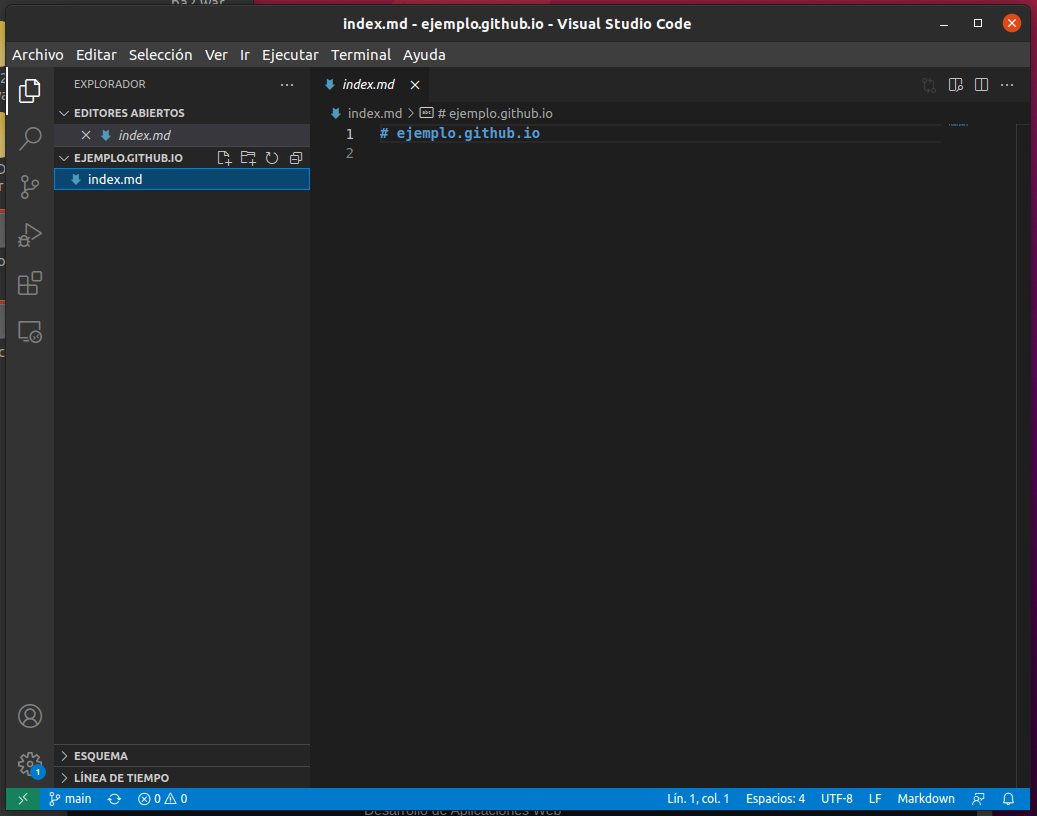 index.md - ejemplo.github.io - Visual Studio Code
Archivo Editar Selección Ver Ir Ejecutar Terminal Ayuda
EXPLORADOR
EDITORES ABIERTOS
index.md
EJEMPLO.GITHUB.IO
index.md
ESQUEMA
LÍNEA DE TIEMPO
index.md
index.md > abc # ejemplo.github.io
1 # ejemplo.github.io
2
1
main 0 0 Lín. 1, col. 1 Espacios: 4 UTF-8 LF Markdown
Desarrollo de Aplicaciones Web